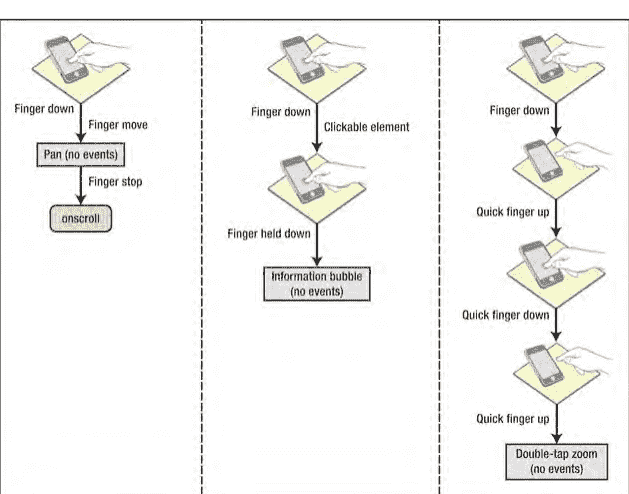 Finger down
Finger move
Pan (no events)
Finger stop
onscroll
Finger down
Clickable element
Finger held down
Information bubble
(no events)
Finger down
Quick finger up
Quick finger down
Quick finger up
Double-tap zoom
(no events)